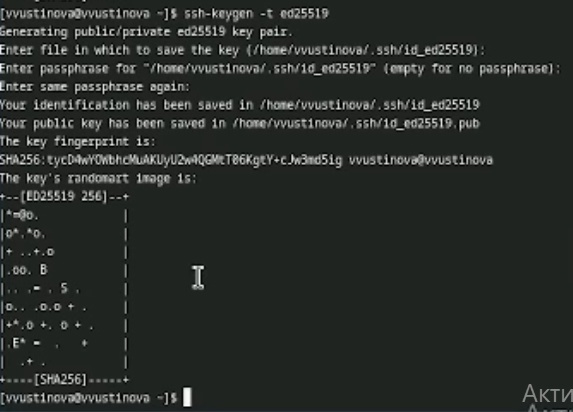 [vvustinova@vvustinova ~]$ ssh-keygen -t ed25519
Generating public/private ed25519 key pair.
Enter file in which to save the key (/home/vvustinova/.ssh/id_ed25519):
Enter passphrase for "/home/vvustinova/.ssh/id_ed25519" (empty for no passphrase):
Enter same passphrase again:
Your identification has been saved in /home/vvustinova/.ssh/id_ed25519
Your public key has been saved in /home/vvustinova/.ssh/id_ed25519.pub
The key fingerprint is:
SHA256:tycD4wYOWbhcMuAKUyU2w4QGMtT06KgtY+cJw3md5ig vvustinova@vvustinova
The key's randomart image is:
+--[ED25519 256]--+
|*=@o.            |
|o*.*o.           |
|+ ..+.o          |
|.oo. B           |
|.. .= . S .      |
|o.. .o.o + .     |
|+*.o +. o + .    |
|.E* =  .   +     |
|  .+ .           |
+----[SHA256]-----+
[vvustinova@vvustinova ~]$
Акти